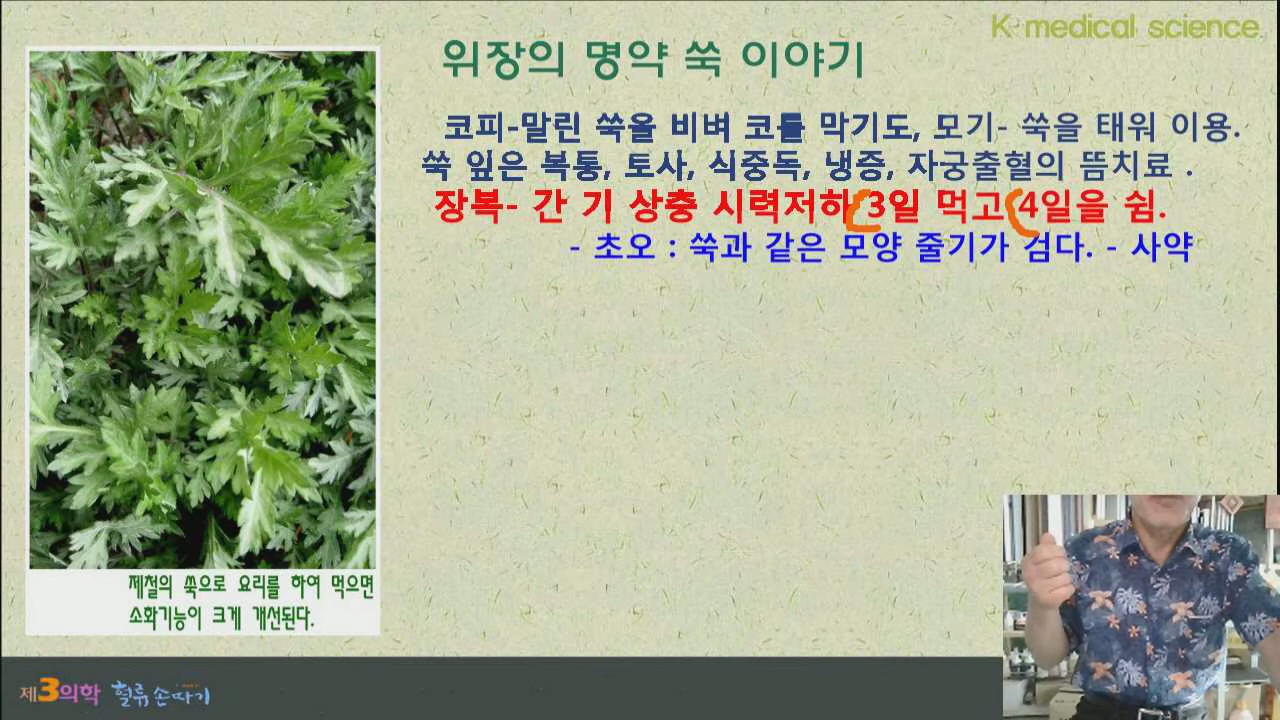 K medical science
위장의 명약 쑥 이야기
코피-말린 쑥을 비벼 코를 막기도, 모기- 쑥을 태워 이용.
쑥 잎은 복통, 토사, 식중독, 냉증, 자궁출혈의 뜸치료 .
장복- 간 기 상충 시력저하 3일 먹고 4일을 쉼.
- 초오 : 쑥과 같은 모양 줄기가 검다. - 사약
제철의 쑥으로 요리를 하여 먹으면
소화기능이 크게 개선된다.
제3의학 혈류 손따기